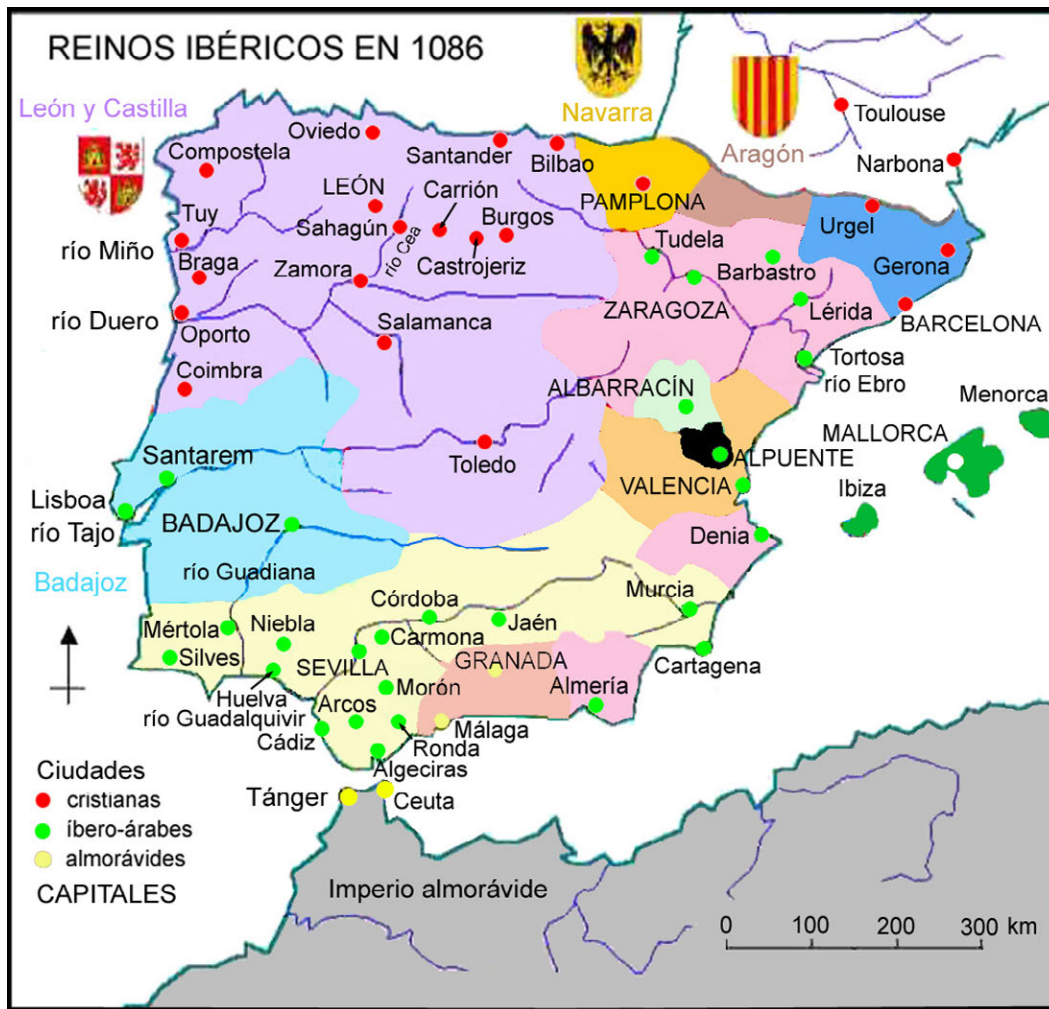 REINOS IBÉRICOS EN 1086
León y Castilla
Navarra
Aragón
Toulouse
Narbona
Oviedo
Santander
Bilbao
Compostela
LEÓN
Carrión
Burgos
PAMPLONA
Tuy
Sahagún
río Cea
Castrojeriz
Urgel
río Miño
Braga
Zamora
Tudela
Barbastro
Gerona
río Duero
Oporto
Salamanca
ZARAGOZA
Lérida
BARCELONA
Coimbra
Tortosa
río Ebro
ALBARRACÍN
Menorca
MALLORCA
Santarem
Toledo
ALPUENTE
Lisboa
río Tajo
VALENCIA
Ibiza
BADAJOZ
Denia
Badajoz
río Guadiana
Murcia
Córdoba
Mértola
Niebla
Carmona
Jaén
Silves
SEVILLA
GRANADA
Cartagena
Huelva
Morón
Almería
río Guadalquivir
Arcos
Cádiz
Ronda
Málaga
Algeciras
Tánger
Ceuta
Ciudades
cristianas
íbero-árabes
almorávides
CAPITALES
Imperio almorávide
0 100 200 300 km